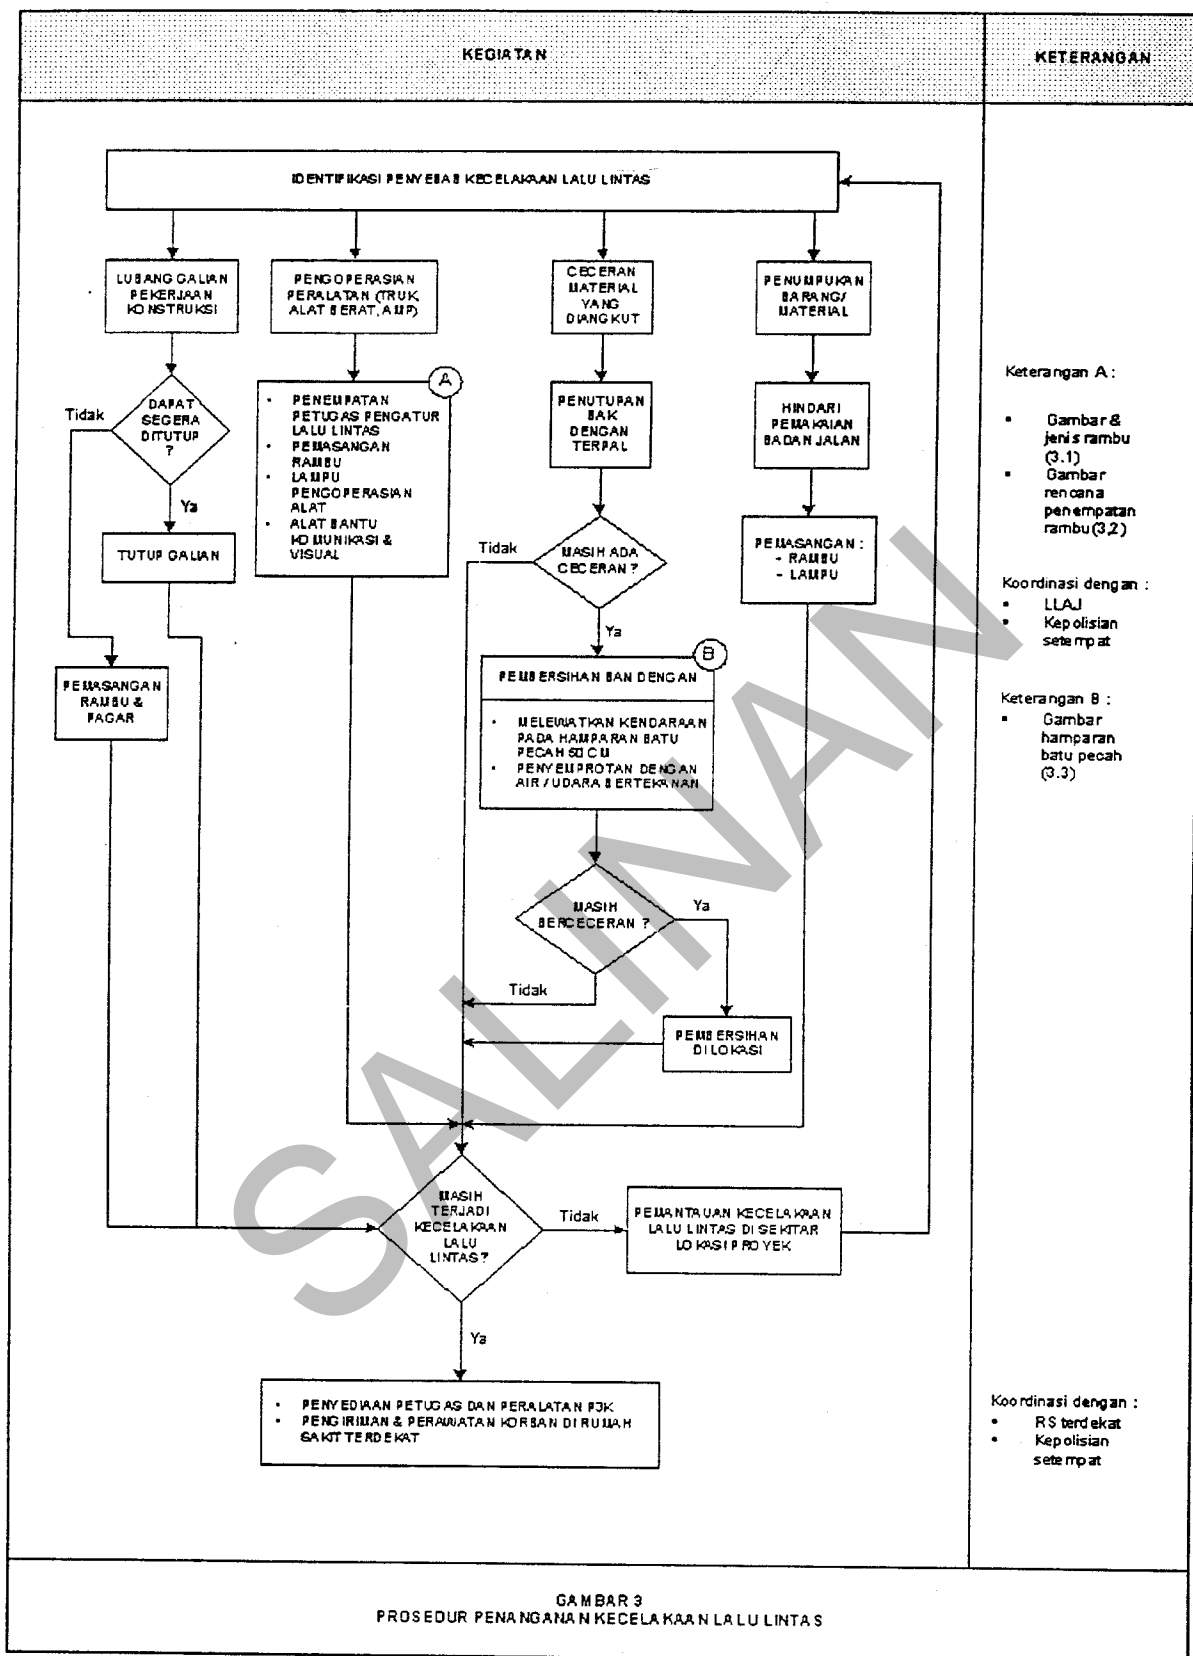 KEGIATAN
KETERANGAN
IDENTIFIKASI PENYEBAB KECELAKAAN LALU LINTAS
LUBANG GALIAN
PEKERJAAN
KONSTRUKSI
PENGOPERASIAN
PERALATAN (TRUK,
ALAT BERAT, AMP)
CECERAN
MATERIAL
YANG
DIANGKUT
PENUMPUKAN
BARANG/
MATERIAL
DAPAT
SEGERA
DITUTUP
?
Tidak
Ya
TUTUP GALIAN
PEMASANGAN
RAMBU &
PAGAR
A
• PENEMPATAN
PETUGAS PENGATUR
LALU LINTAS
• PEMASANGAN
RAMBU
• LAMPU
PENGOPERASIAN
ALAT
• ALAT BANTU
KOMUNIKASI &
VISUAL
PENUTUPAN
BAK
DENGAN
TERPAL
HINDARI
PEMAKAIAN
BADAN JALAN
MASIH ADA
CECERAN ?
Tidak
Ya
PEMASANGAN :
- RAMBU
- LAMPU
B
PEMBERSIHAN BAN DENGAN
• MELEWATKAN KENDARAAN
PADA HAMPARAN BATU
PECAH 50 CM
• PENYEMPROTAN DENGAN
AIR / UDARA BERTEKANAN
MASIH
BERCECERAN ?
Ya
Tidak
PEMBERSIHAN
DI LOKASI
MASIH
TERJADI
KECELAKAAN
LALU
LINTAS?
Tidak
PEMANTAUAN KECELAKAAN
LALU LINTAS DI SEKITAR
LOKASI PROYEK
Ya
• PENYEDIAAN PETUGAS DAN PERALATAN P3K
• PENGIRIMAN & PERAWATAN KORBAN DI RUMAH
SAKIT TERDEKAT
Keterangan A :
• Gambar &
jenis rambu
(3.1)
• Gambar
rencana
penempatan
rambu (3,2)
Koordinasi dengan :
• LLAJ
• Kepolisian
setempat
Keterangan B :
• Gambar
hamparan
batu pecah
(3.3)
Koordinasi dengan :
• RS terdekat
• Kepolisian
setempat
SALINAN
GAMBAR 3
PROSEDUR PENANGANAN KECELAKAAN LALU LINTAS